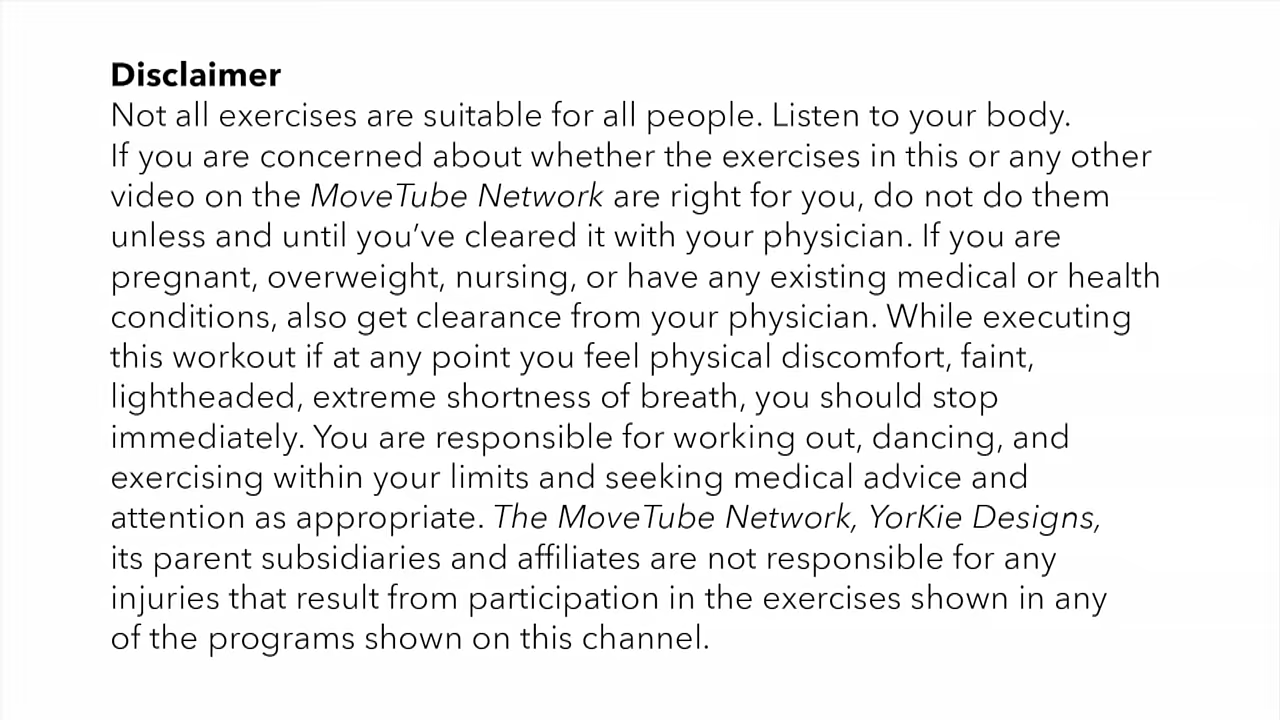 Disclaimer
Not all exercises are suitable for all people. Listen to your body.
If you are concerned about whether the exercises in this or any other
video on the MoveTube Network are right for you, do not do them
unless and until you’ve cleared it with your physician. If you are
pregnant, overweight, nursing, or have any existing medical or health
conditions, also get clearance from your physician. While executing
this workout if at any point you feel physical discomfort, faint,
lightheaded, extreme shortness of breath, you should stop
immediately. You are responsible for working out, dancing, and
exercising within your limits and seeking medical advice and
attention as appropriate. The MoveTube Network, YorKie Designs,
its parent subsidiaries and affiliates are not responsible for any
injuries that result from participation in the exercises shown in any
of the programs shown on this channel.